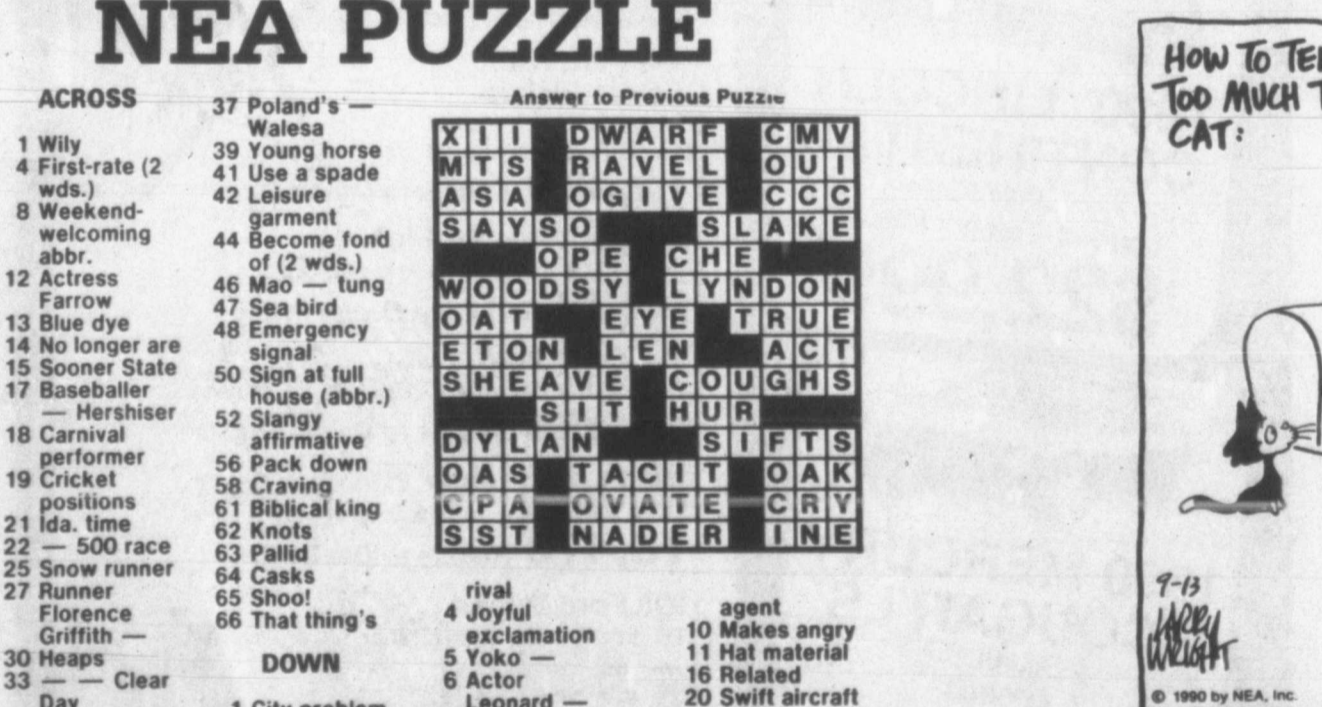 NEA PUZZLE
ACROSS
1 Wily
4 First-rate (2
wds.)
8 Weekend-
welcoming
abbr.
12 Actress
Farrow
13 Blue dye
14 No longer are
15 Sooner State
17 Baseballer
— Hershiser
18 Carnival
performer
19 Cricket
positions
21 Ida. time
22 — 500 race
25 Snow runner
27 Runner
Florence
Griffith —
30 Heaps
33 — — Clear
Day
37 Poland's —
Walesa
39 Young horse
41 Use a spade
42 Leisure
garment
44 Become fond
of (2 wds.)
46 Mao — tung
47 Sea bird
48 Emergency
signal
50 Sign at full
house (abbr.)
52 Slangy
affirmative
56 Pack down
58 Craving
61 Biblical king
62 Knots
63 Pallid
64 Casks
65 Shoo!
66 That thing's
DOWN
1 City problem
Answer to Previous Puzzle
XII DWARF CMV
MTS RAVEL OUI
ASA OGIVE CCC
SAYSO SLAKE
OPE CHE
WOODSY LYNDON
OAT EYE TRUE
ETON LEN ACT
SHEAVE COUGHS
SIT HUR
DYLAN SIFTS
OAS TACIT OAK
CPA OVATE CRY
SST NADER INE
rival
4 Joyful
exclamation
5 Yoko —
6 Actor
Leonard —
agent
10 Makes angry
11 Hat material
16 Related
20 Swift aircraft
HOW TO TE
TOO MUCH T
CAT:
9-13
LARRY
WRIGHT
© 1990 by NEA, Inc.